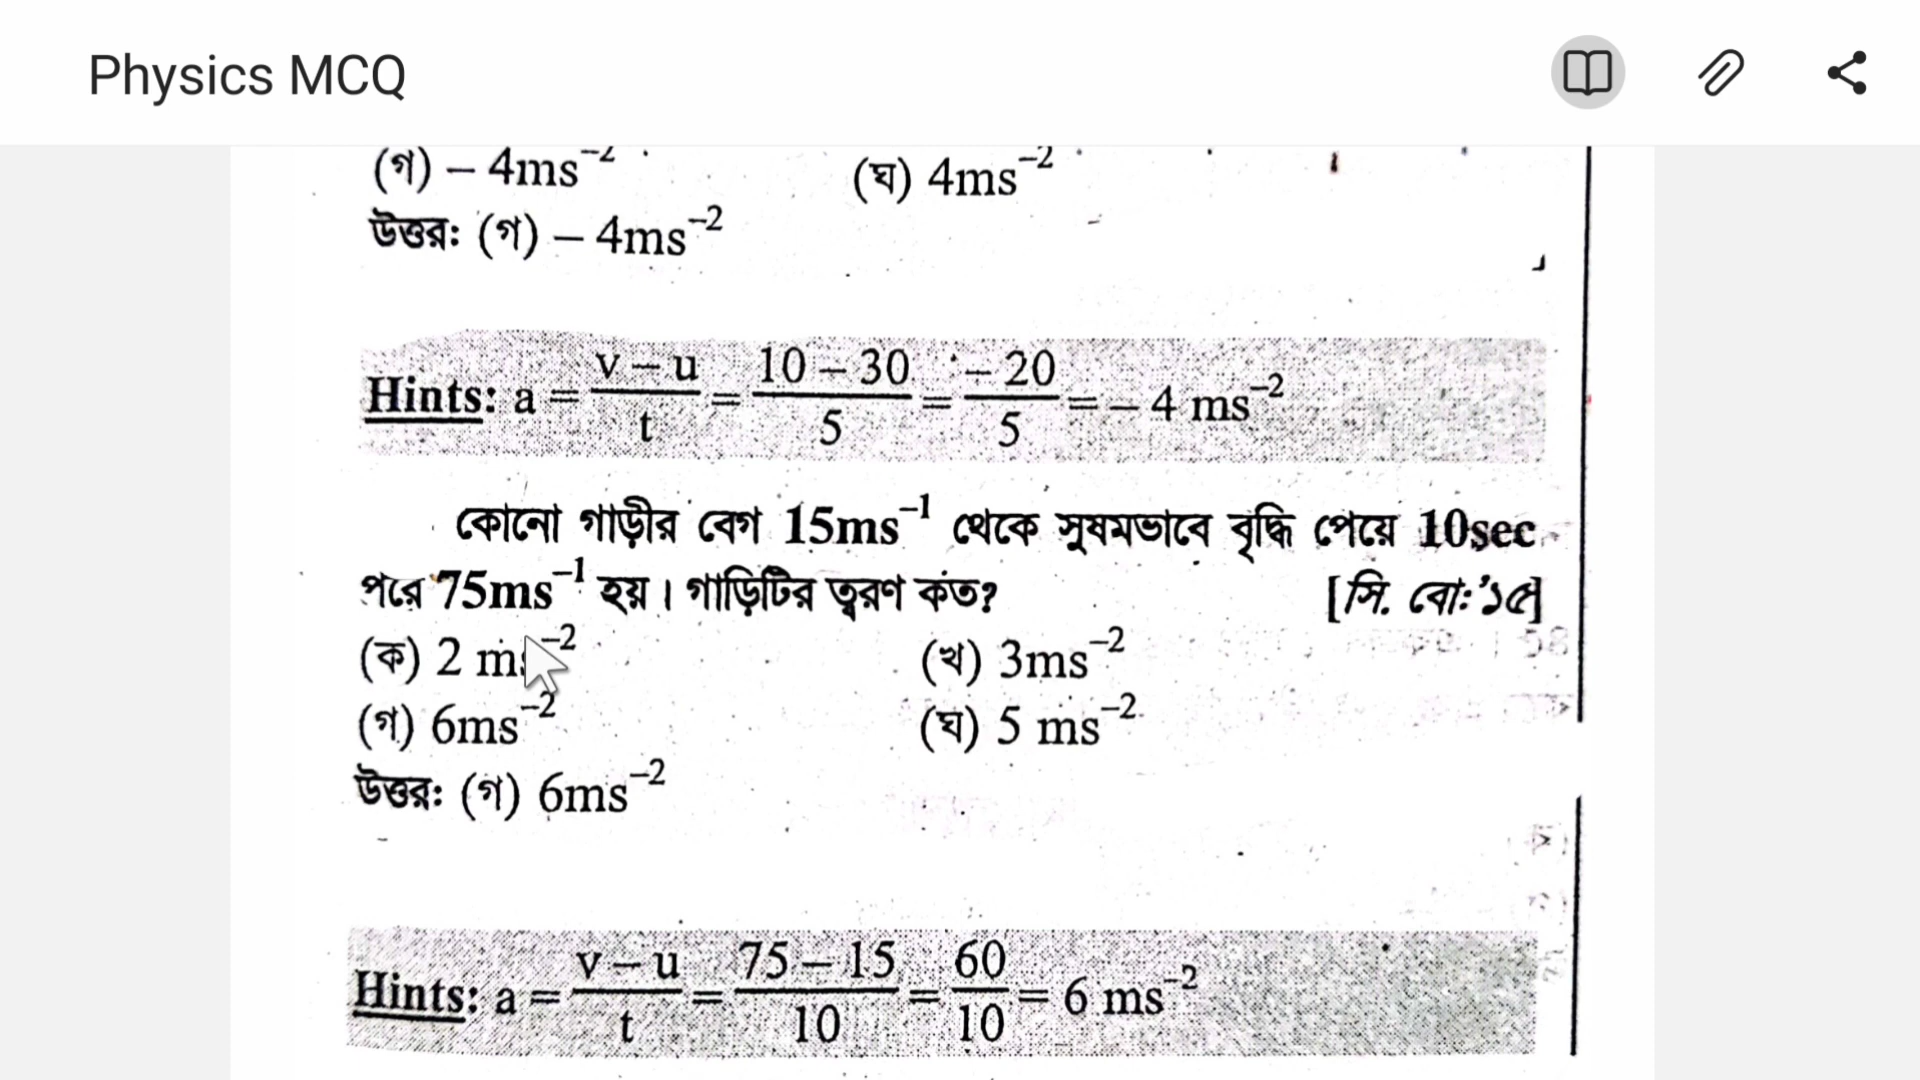 Physics MCQ
(গ) – 4ms⁻² (ঘ) 4ms⁻²
উত্তর: (গ) – 4ms⁻²
Hints: a = (v – u)/t = (10 – 30)/5 = (– 20)/5 = – 4 ms⁻²
কোনো গাড়ীর বেগ 15ms⁻¹ থেকে সুষমভাবে বৃদ্ধি পেয়ে 10sec
পরে 75ms⁻¹ হয়। গাড়িটির ত্বরণ কত? [সি. বো:'১৫]
(ক) 2 ms⁻² (খ) 3ms⁻²
(গ) 6ms⁻² (ঘ) 5 ms⁻²
উত্তর: (গ) 6ms⁻²
Hints: a = (v – u)/t = (75 – 15)/10 = 60/10 = 6 ms⁻²